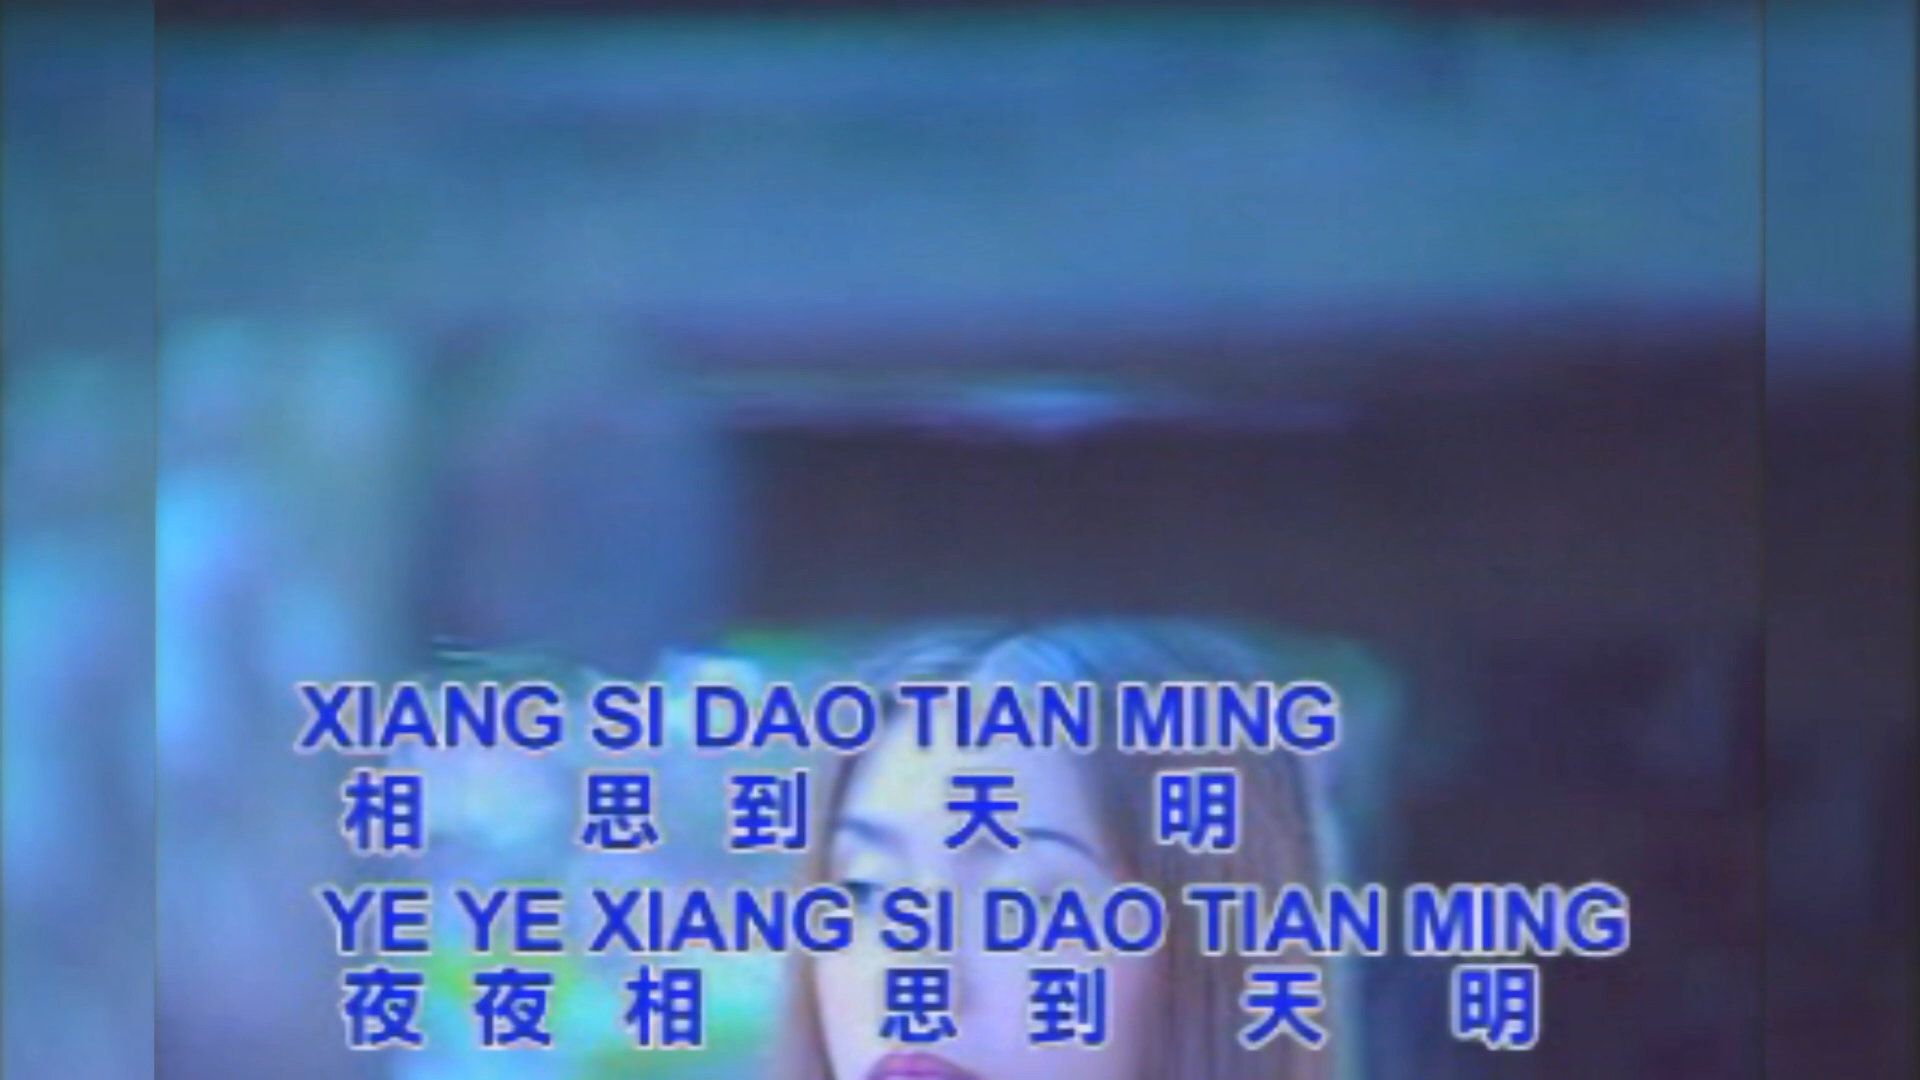 XIANG SI DAO TIAN MING
相 思 到 天 明
YE YE XIANG SI DAO TIAN MING
夜 夜 相 思 到 天 明